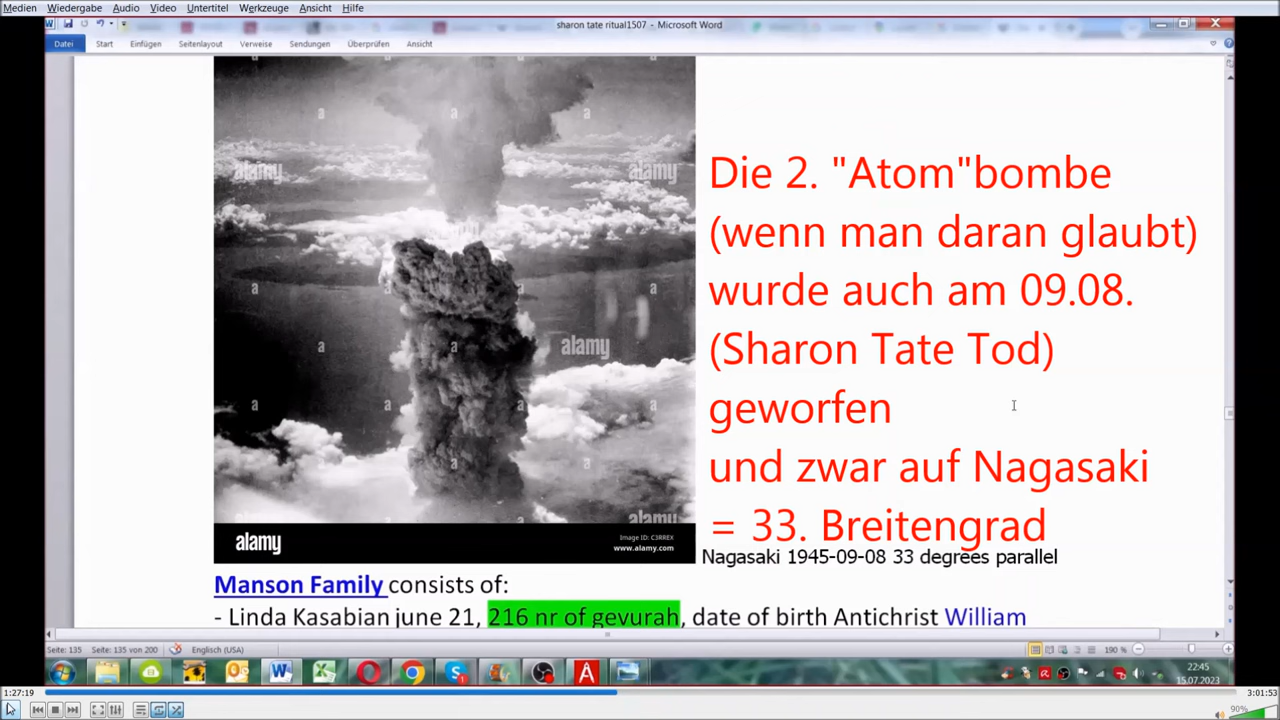 Medien Wiedergabe Audio Video Untertitel Werkzeuge Ansicht Hilfe
sharon tate ritual1507 - Microsoft Word
Datei Start Einfügen Seitenlayout Verweise Sendungen Überprüfen Ansicht
a a
alamy alamy
a a a
alamy
a a
a a a
a
alamy
alamy
Image ID: C3RREX
www.alamy.com
Die 2. "Atom"bombe
(wenn man daran glaubt)
wurde auch am 09.08.
(Sharon Tate Tod)
geworfen
und zwar auf Nagasaki
= 33. Breitengrad
Nagasaki 1945-09-08 33 degrees parallel
Manson Family consists of:
- Linda Kasabian june 21, 216 nr of gevurah, date of birth Antichrist William
Seite: 135 Seite: 135 von 200 Englisch (USA) 190 %
22:45
15.07.2023
1:27:19 3:01:53
90%